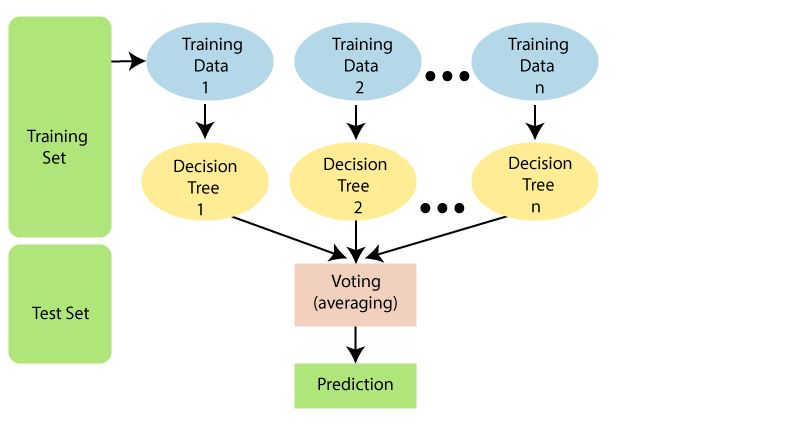 Training
Set
Training
Data
1
Training
Data
2
Training
Data
n
Decision
Tree
1
Decision
Tree
2
Decision
Tree
n
Test Set
Voting
(averaging)
Prediction